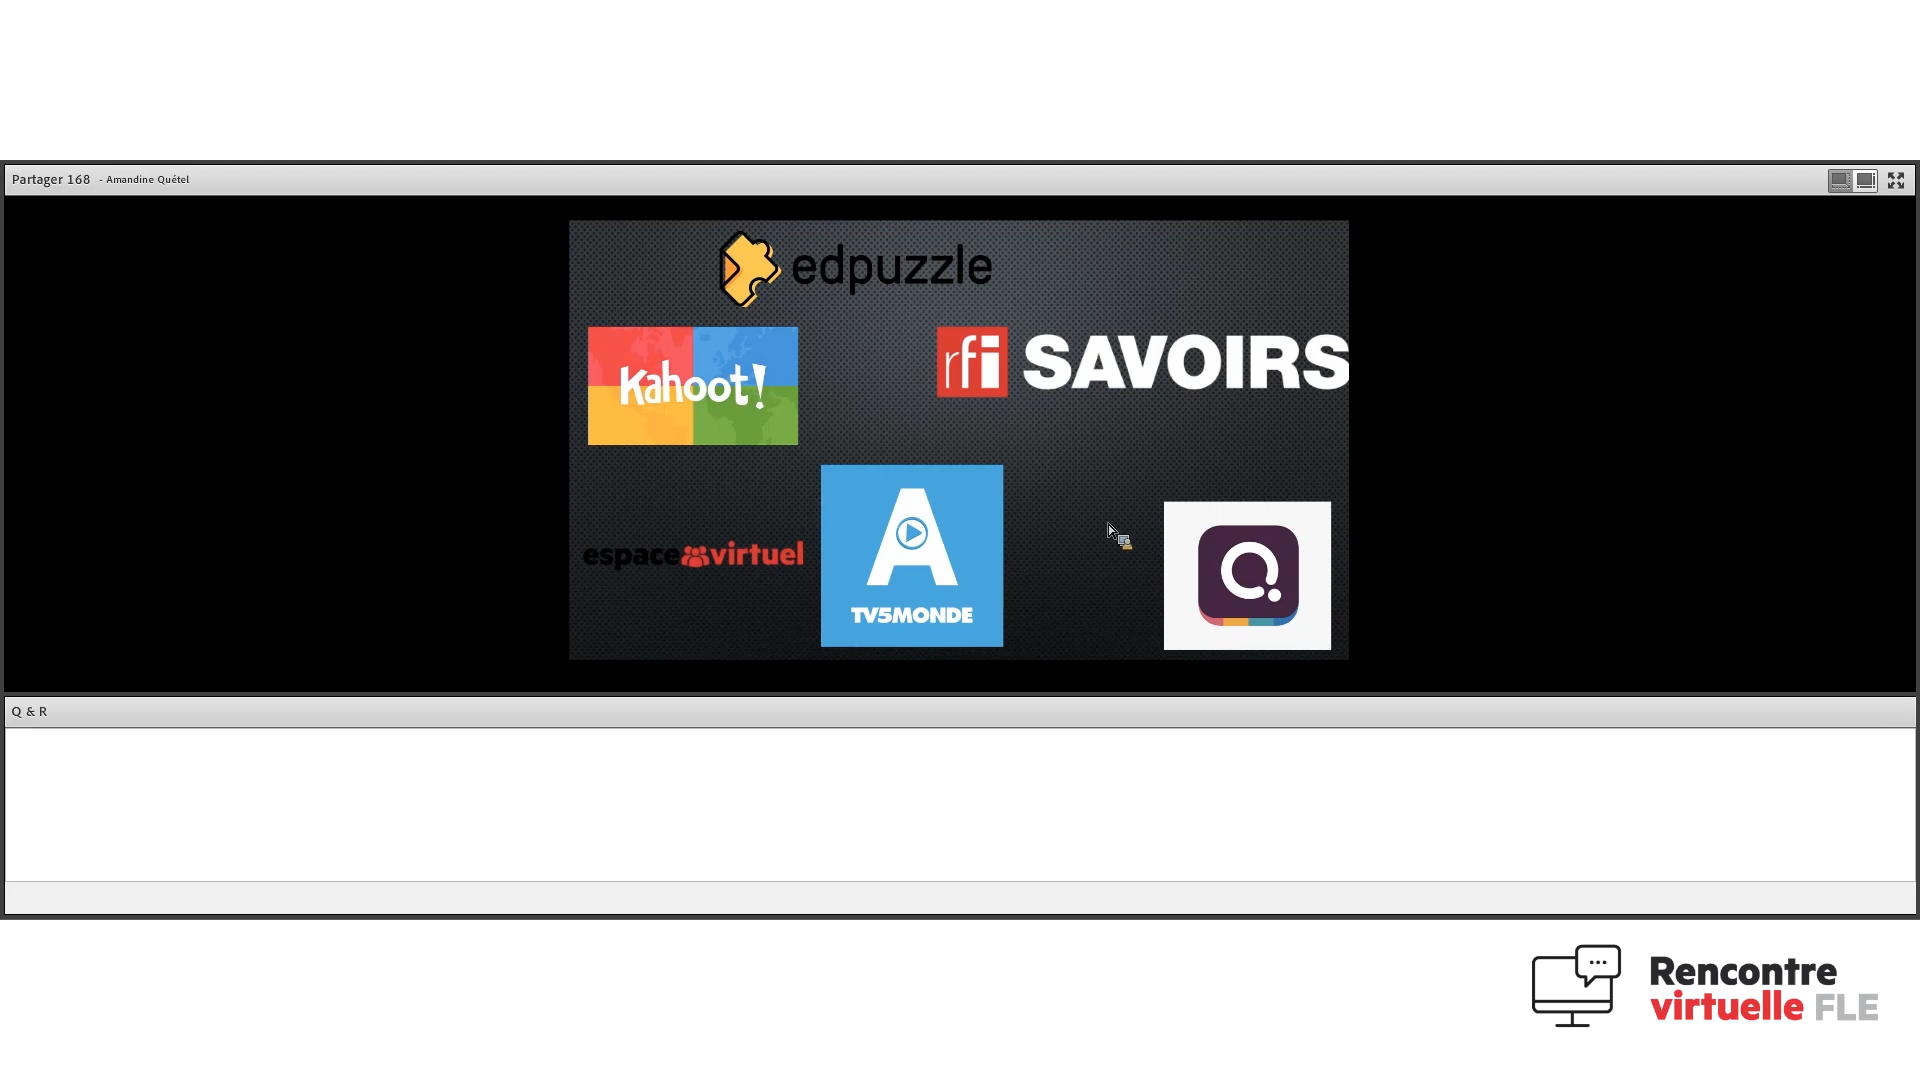 Partager 168 - Amandine Quétel
edpuzzle
Kahoot!
rfi SAVOIRS
espace virtuel
A
TV5MONDE
Q
Q & R
Rencontre
virtuelle FLE